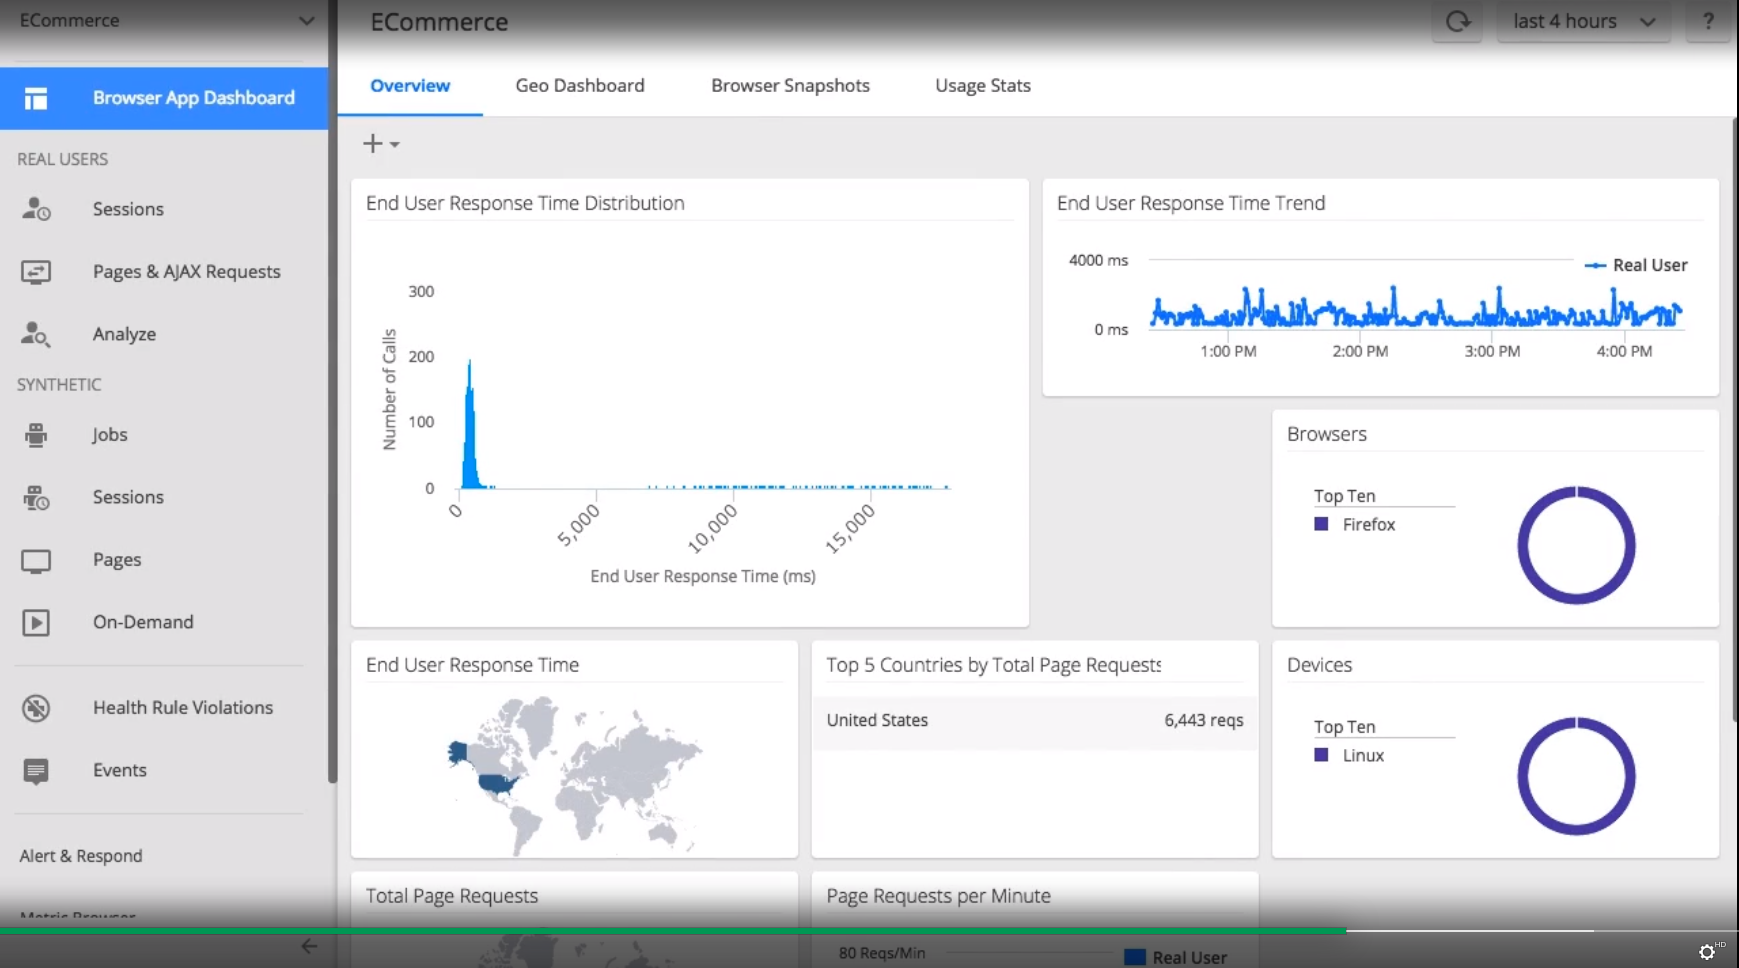 ECommerce
Browser App Dashboard
REAL USERS
Sessions
Pages & AJAX Requests
Analyze
SYNTHETIC
Jobs
Sessions
Pages
On-Demand
Health Rule Violations
Events
Alert & Respond
Metric Browser
ECommerce
last 4 hours
?
Overview
Geo Dashboard
Browser Snapshots
Usage Stats
End User Response Time Distribution
Number of Calls
300
200
100
0
0
5,000
10,000
15,000
End User Response Time (ms)
End User Response Time Trend
4000 ms
0 ms
Real User
1:00 PM
2:00 PM
3:00 PM
4:00 PM
Browsers
Top Ten
Firefox
End User Response Time
Top 5 Countries by Total Page Requests
United States
6,443 reqs
Devices
Top Ten
Linux
Total Page Requests
Page Requests per Minute
80 Reqs/Min
Real User
HD